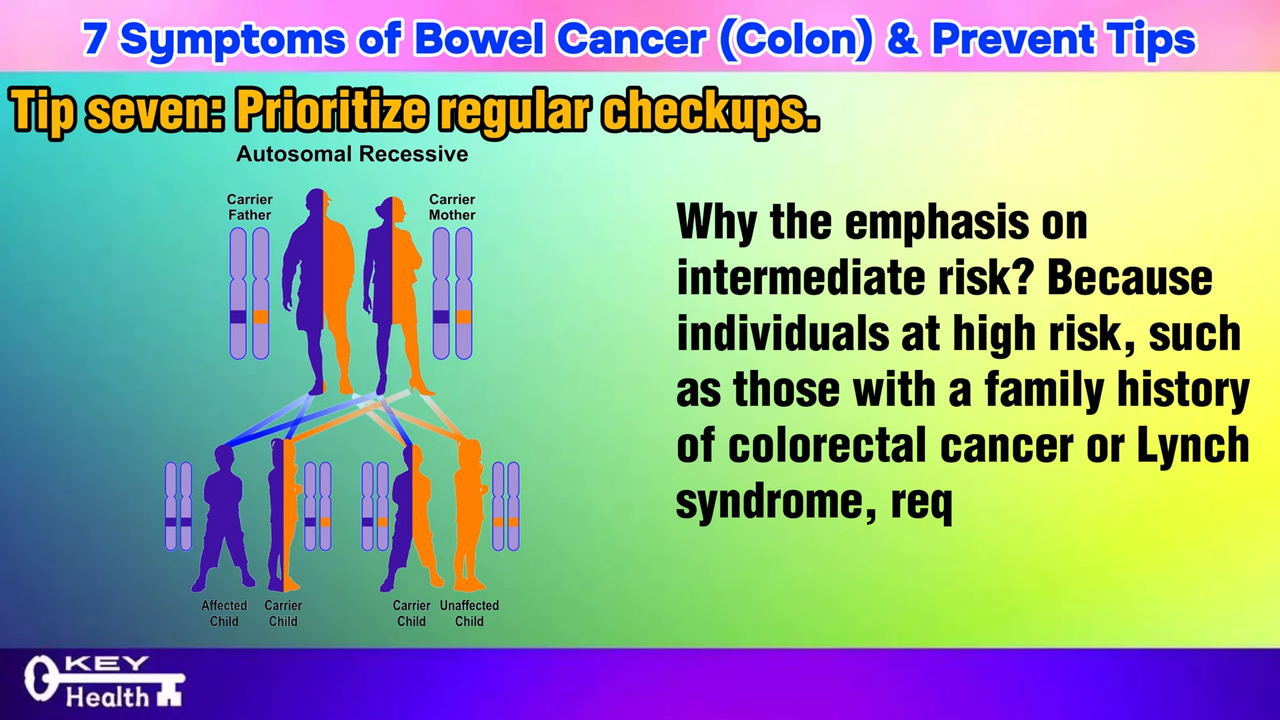 7 Symptoms of Bowel Cancer (Colon) & Prevent Tips
Tip seven: Prioritize regular checkups.
Autosomal Recessive
Carrier
Father
Carrier
Mother
Affected
Child
Carrier
Child
Carrier
Child
Unaffected
Child
Why the emphasis on
intermediate risk? Because
individuals at high risk, such
as those with a family history
of colorectal cancer or Lynch
syndrome, req
KEY
Health